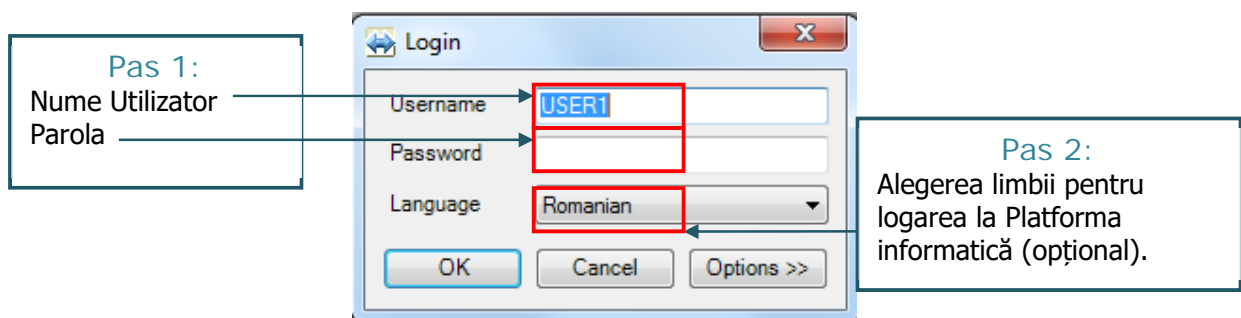 Pas 1:
Nume Utilizator
Parola
Login
Username
USER1
Password
Language
Romanian
OK
Cancel
Options >>
Pas 2:
Alegerea limbii pentru
logarea la Platforma
informatică (opțional).